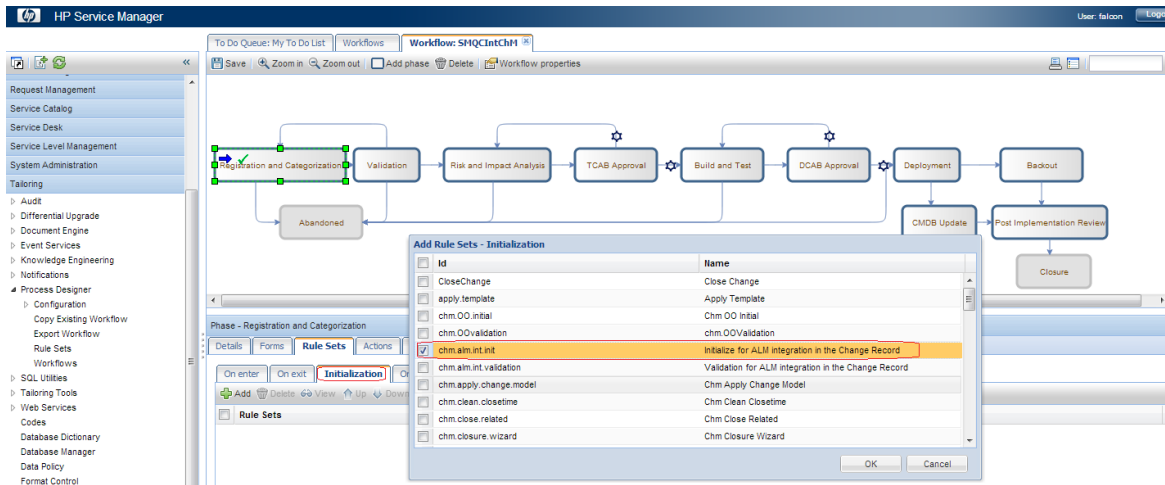 HP Service Manager
User: falcon
Logo
To Do Queue: My To Do List
Workflows
Workflow: SMQCIntChM
Save
Zoom in
Zoom out
Add phase
Delete
Workflow properties
Request Management
Service Catalog
Service Desk
Service Level Management
System Administration
Tailoring
Audit
Differential Upgrade
Document Engine
Event Services
Knowledge Engineering
Notifications
Process Designer
Configuration
Copy Existing Workflow
Export Workflow
Rule Sets
Workflows
SQL Utilities
Tailoring Tools
Web Services
Codes
Database Dictionary
Database Manager
Data Policy
Format Control
Registration and Categorization
Validation
Risk and Impact Analysis
TCAB Approval
Build and Test
DCAB Approval
Deployment
Backout
Abandoned
CMDB Update
Post Implementation Review
Closure
Phase - Registration and Categorization
Details
Forms
Rule Sets
Actions
On enter
On exit
Initialization
Add
Delete
View
Up
Down
Rule Sets
Add Rule Sets - Initialization
Id Name
CloseChange Close Change
apply.template Apply Template
chm.OO.initial Chm OO Initial
chm.OOvalidation chm.OOValidation
chm.alm.int.init Initialize for ALM integration in the Change Record
chm.alm.int.validation Validation for ALM integration in the Change Record
chm.apply.change.model Chm Apply Change Model
chm.clean.closetime Chm Clean Closetime
chm.close.related Chm Close Related
chm.closure.wizard Chm Closure Wizard
OK
Cancel